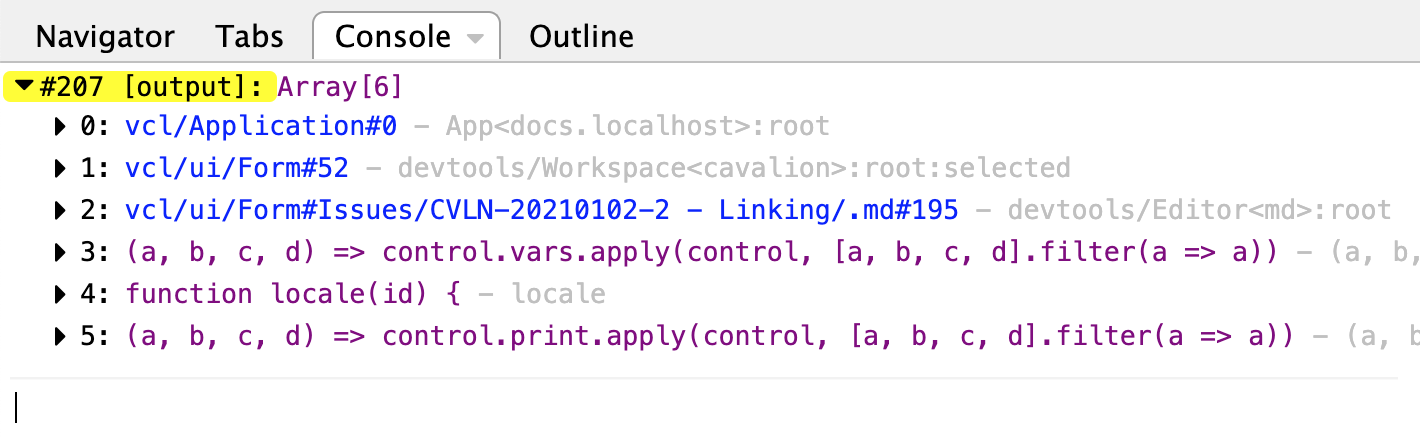 Navigator Tabs Console Outline
#207 [output]: Array[6]
0: vcl/Application#0 – App<docs.localhost>:root
1: vcl/ui/Form#52 – devtools/Workspace<cavalion>:root:selected
2: vcl/ui/Form#Issues/CVLN-20210102-2 - Linking/.md#195 – devtools/Editor<md>:root
3: (a, b, c, d) => control.vars.apply(control, [a, b, c, d].filter(a => a)) – (a, b,
4: function locale(id) { – locale
5: (a, b, c, d) => control.print.apply(control, [a, b, c, d].filter(a => a)) – (a, b